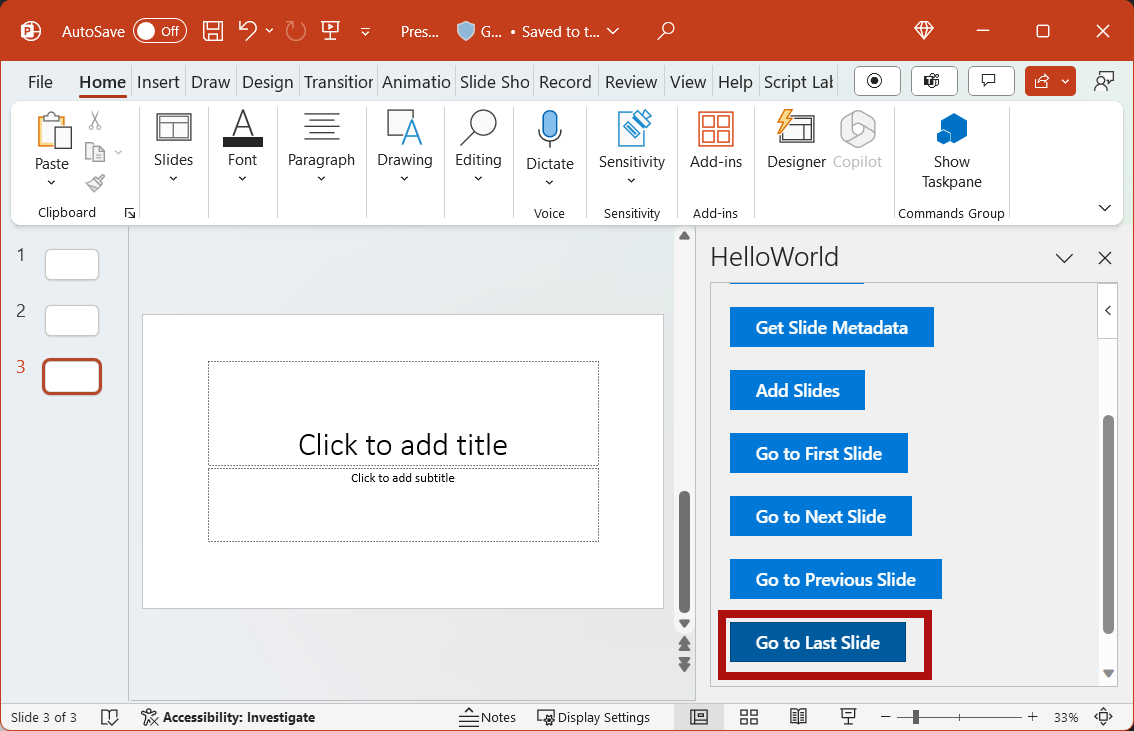 AutoSave Off Pres... G... • Saved to t...
File Home Insert Draw Design Transition Animatio Slide Sho Record Review View Help Script Lab
Paste
Slides
Font
Paragraph
Drawing
Editing
Dictate
Sensitivity
Add-ins
Designer
Copilot
Show
Taskpane
Clipboard Voice Sensitivity Add-ins Commands Group
1
2
3
Click to add title
Click to add subtitle
HelloWorld
Get Slide Metadata
Add Slides
Go to First Slide
Go to Next Slide
Go to Previous Slide
Go to Last Slide
Slide 3 of 3 Accessibility: Investigate Notes Display Settings 33%